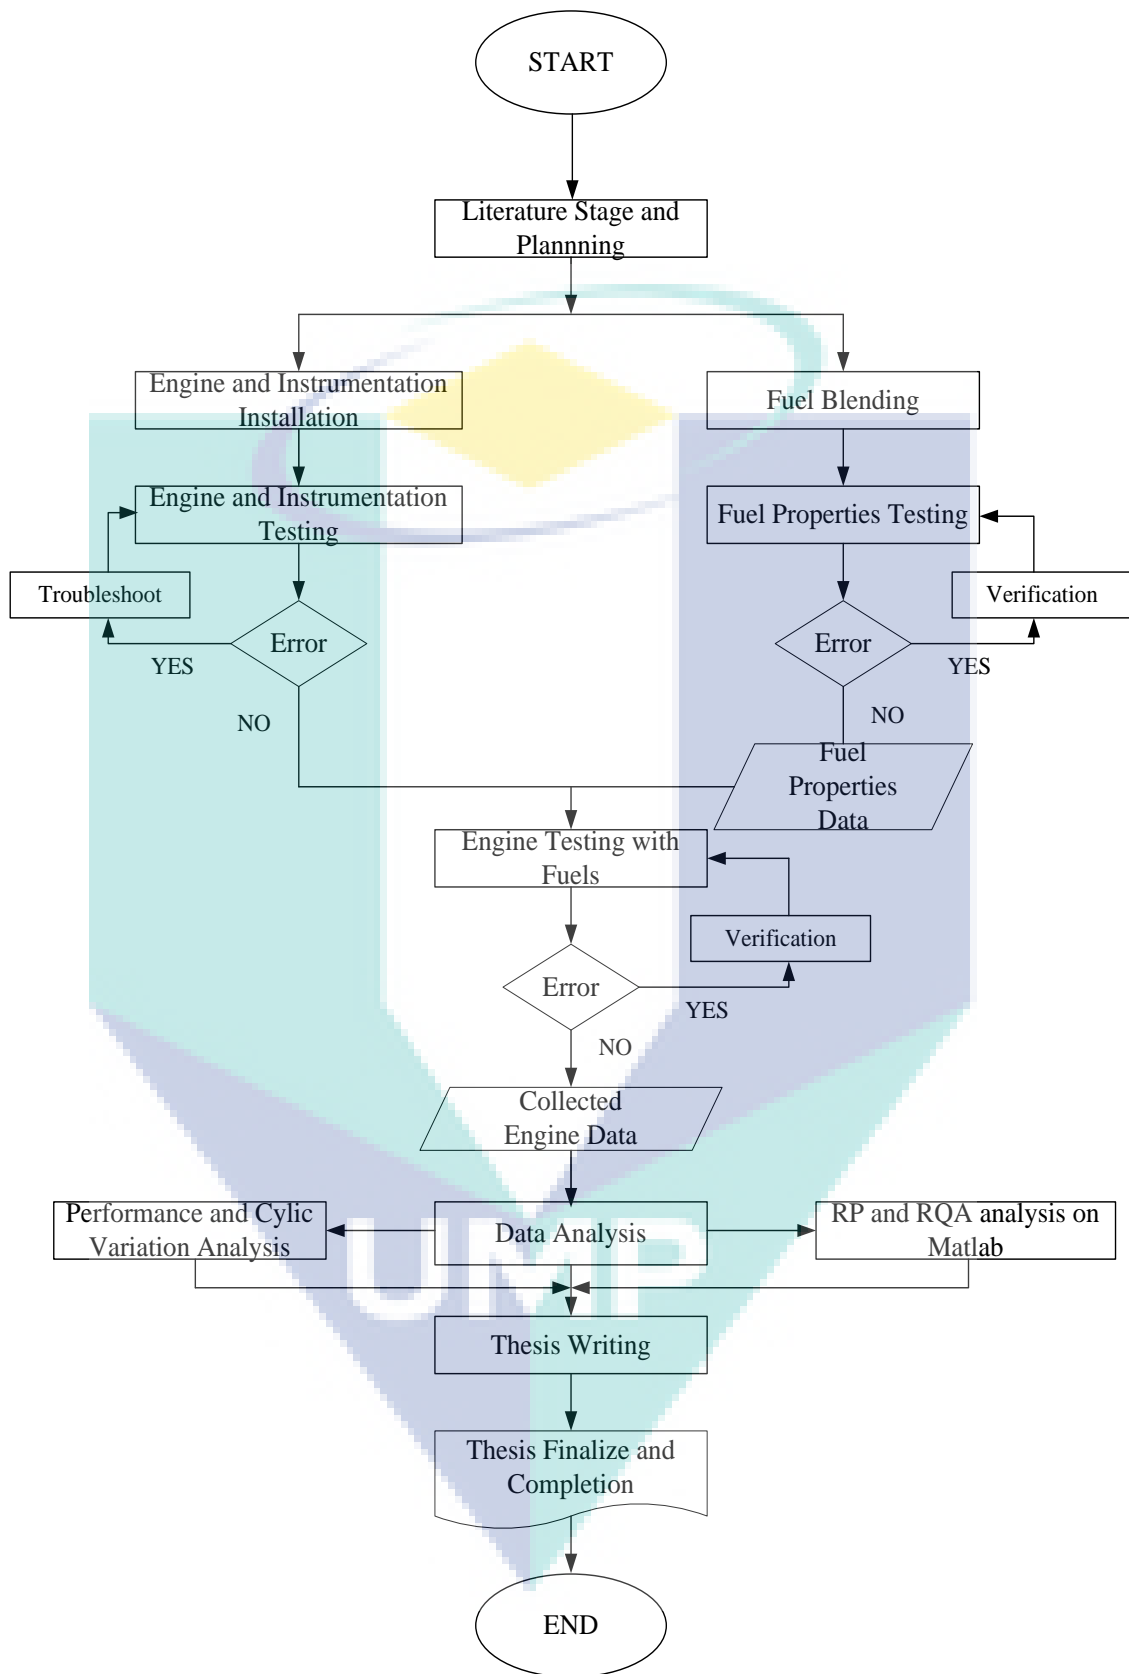 START
Literature Stage and
Plannning
Engine and Instrumentation
Installation
Fuel Blending
Engine and Instrumentation
Testing
Fuel Properties Testing
Troubleshoot
Verification
Error
Error
YES
YES
NO
NO
Fuel
Properties
Data
Engine Testing with
Fuels
Verification
Error
YES
NO
Collected
Engine Data
Performance and Cylic
Variation Analysis
Data Analysis
RP and RQA analysis on
Matlab
UMP
Thesis Writing
Thesis Finalize and
Completion
END